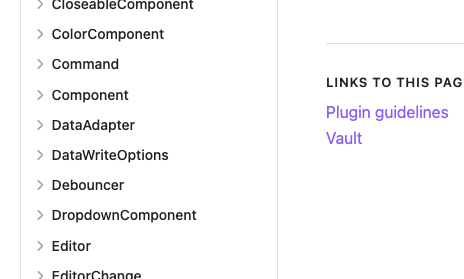 CloseableComponent
ColorComponent
Command
Component
DataAdapter
DataWriteOptions
Debouncer
DropdownComponent
Editor
EditorChange
LINKS TO THIS PAG
Plugin guidelines
Vault